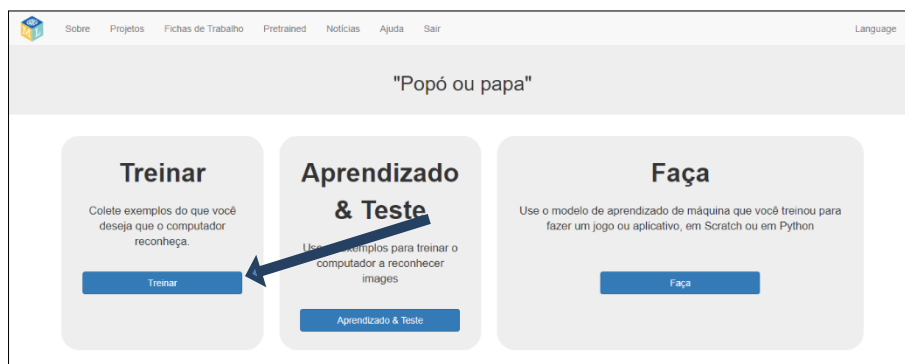 Sobre Projetos Fichas de Trabalho Pretrained Notícias Ajuda Sair Language
"Popó ou papa"
Treinar
Colete exemplos do que você
deseja que o computador
reconheça.
Treinar
Aprendizado
& Teste
exemplos para treinar o
computador a reconhecer
images
Aprendizado & Teste
Faça
Use o modelo de aprendizado de máquina que você treinou para
fazer um jogo ou aplicativo, em Scratch ou em Python
Faça